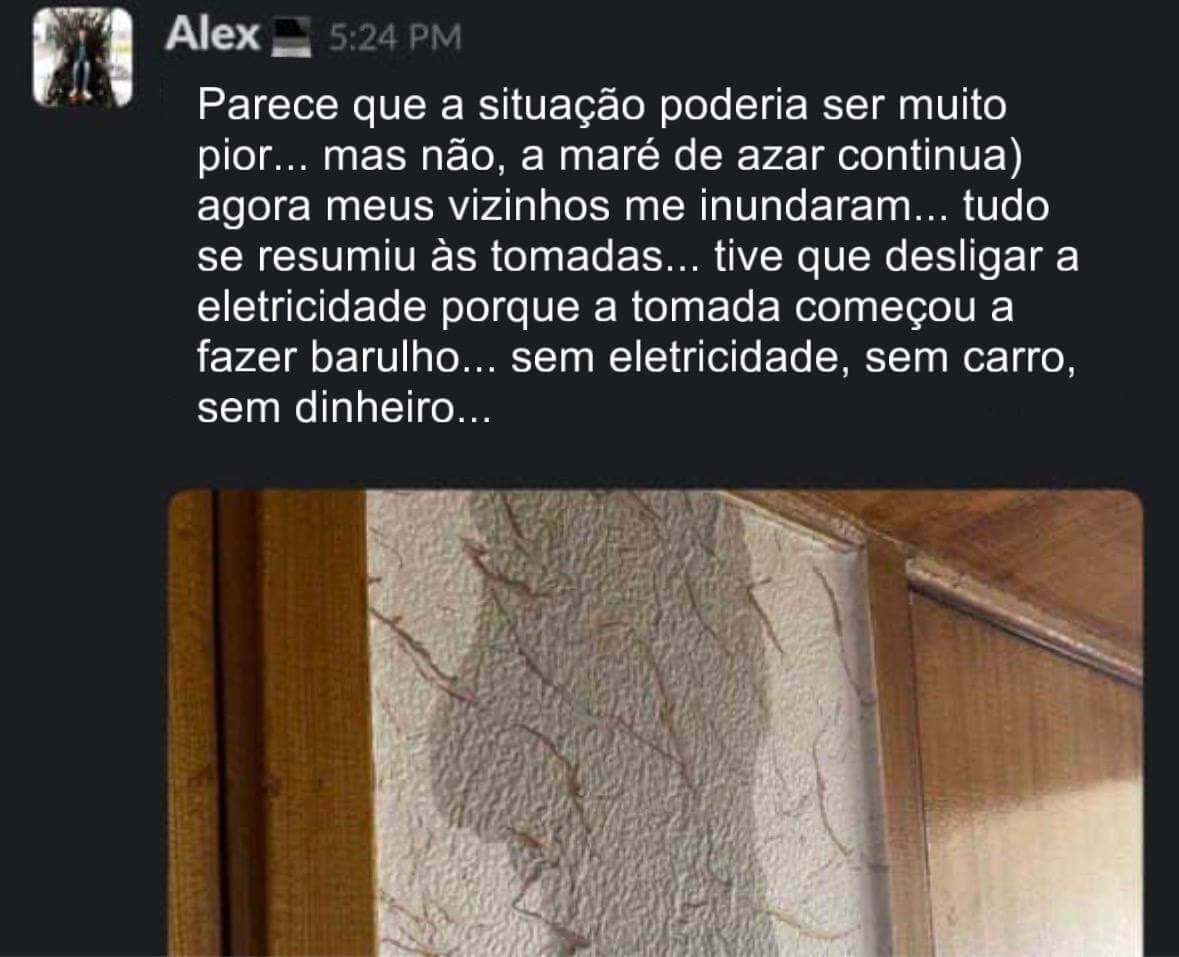 Alex 5:24 PM
Parece que a situação poderia ser muito
pior... mas não, a maré de azar continua)
agora meus vizinhos me inundaram... tudo
se resumiu às tomadas... tive que desligar a
eletricidade porque a tomada começou a
fazer barulho... sem eletricidade, sem carro,
sem dinheiro...